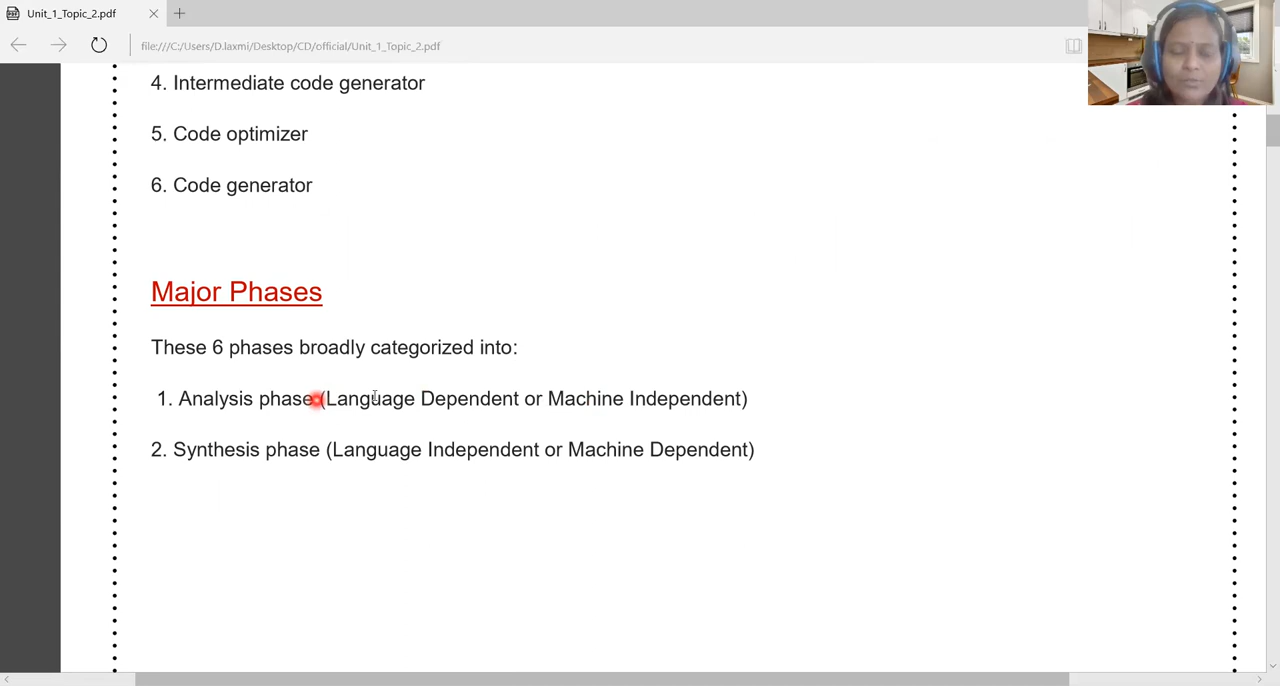 Unit_1_Topic_2.pdf
file:///C:/Users/D.laxmi/Desktop/CD/official/Unit_1_Topic_2.pdf
4. Intermediate code generator
5. Code optimizer
6. Code generator
Major Phases
These 6 phases broadly categorized into:
1. Analysis phase (Language Dependent or Machine Independent)
2. Synthesis phase (Language Independent or Machine Dependent)